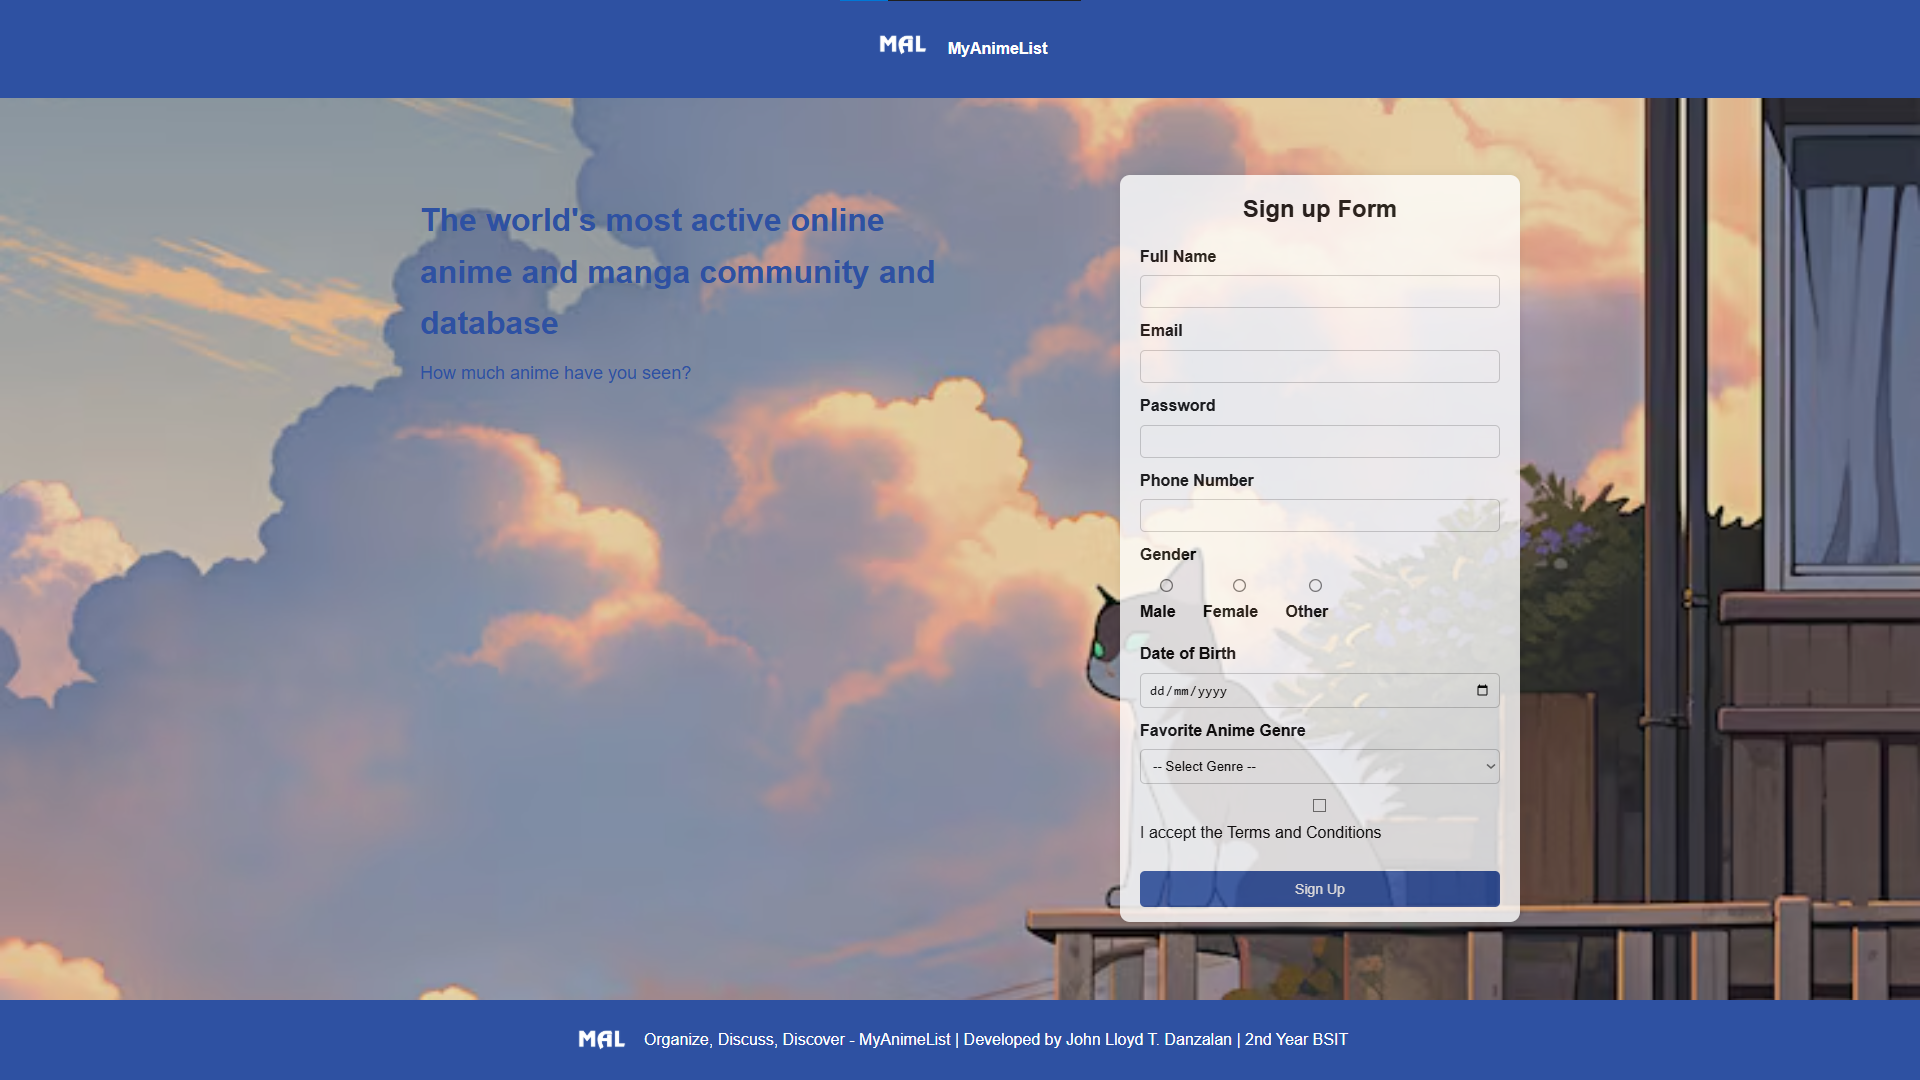 MAL MyAnimeList
The world's most active online
anime and manga community and
database
How much anime have you seen?
Sign up Form
Full Name
Email
Password
Phone Number
Gender
Male Female Other
Date of Birth
dd/mm/yyyy
Favorite Anime Genre
-- Select Genre --
I accept the Terms and Conditions
Sign Up
MAL Organize, Discuss, Discover - MyAnimeList | Developed by John Lloyd T. Danzalan | 2nd Year BSIT